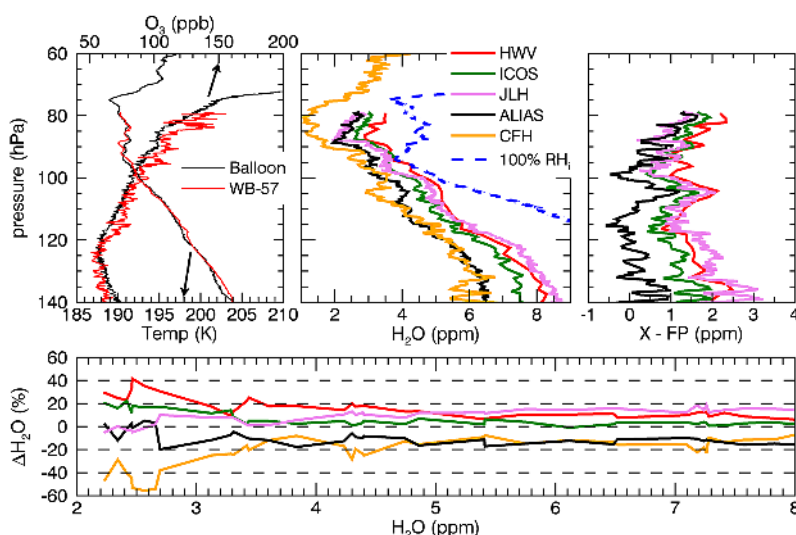 O3 (ppb)
50 100 150 200
60
80
100
120
140
pressure (hPa)
Balloon
WB-57
185 190 195 200 205 210
Temp (K)
HWV
ICOS
JLH
ALIAS
CFH
100% RHi
2 4 6 8
H2O (ppm)
-1 0 1 2 3 4
X - FP (ppm)
60
40
20
0
-20
-40
-60
ΔH2O (%)
2 3 4 5 6 7 8
H2O (ppm)